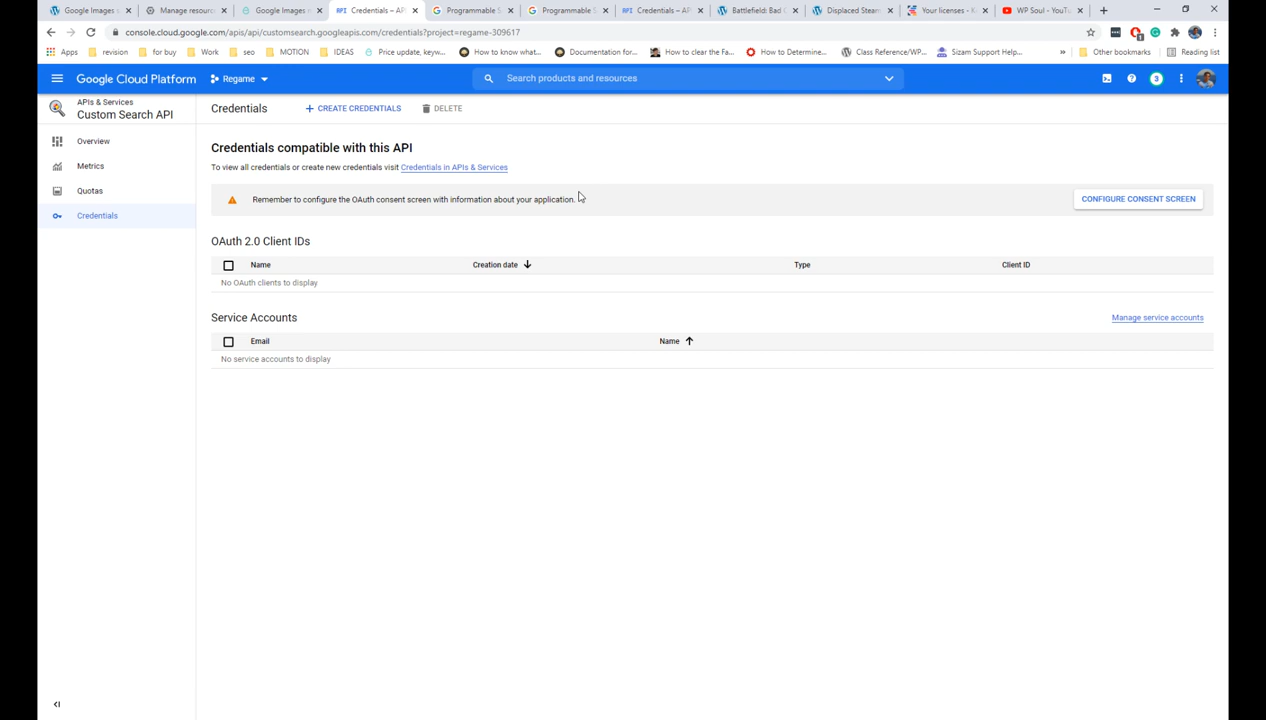 Google Images s
Manage resourc
Google Images s
API Credentials – API
Programmable S
Programmable S
API Credentials – API
Battlefield: Bad C
Displaced Steam
Your licenses - K
WP Soul - YouTu
console.cloud.google.com/apis/api/customsearch.googleapis.com/credentials?project=regame-309617
Apps
revision
for buy
Work
seo
MOTION
IDEAS
Price update, keyw...
How to know what...
Documentation for...
How to clear the Fa...
How to Determine...
Class Reference/WP...
Sizam Support Help...
»
Other bookmarks
Reading list
Google Cloud Platform
Regame
Search products and resources
3
APIs & Services
Custom Search API
Credentials
+ CREATE CREDENTIALS
DELETE
Overview
Metrics
Quotas
Credentials
Credentials compatible with this API
To view all credentials or create new credentials visit Credentials in APIs & Services
Remember to configure the OAuth consent screen with information about your application.
CONFIGURE CONSENT SCREEN
OAuth 2.0 Client IDs
Name
Creation date
Type
Client ID
No OAuth clients to display
Service Accounts
Manage service accounts
Email
Name
No service accounts to display